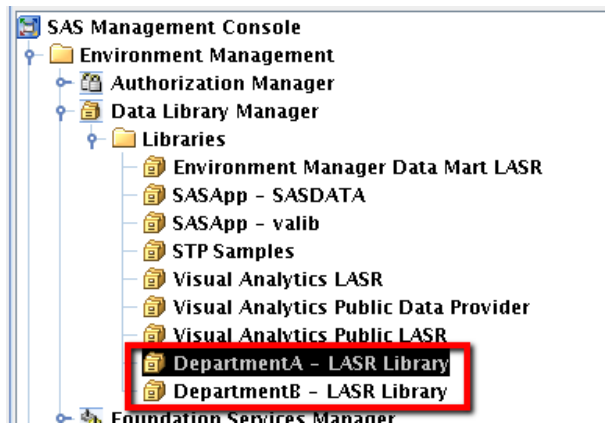 SAS Management Console
Environment Management
Authorization Manager
Data Library Manager
Libraries
Environment Manager Data Mart LASR
SASApp - SASDATA
SASApp - valib
STP Samples
Visual Analytics LASR
Visual Analytics Public Data Provider
Visual Analytics Public LASR
DepartmentA - LASR Library
DepartmentB - LASR Library
Foundation Services Manager